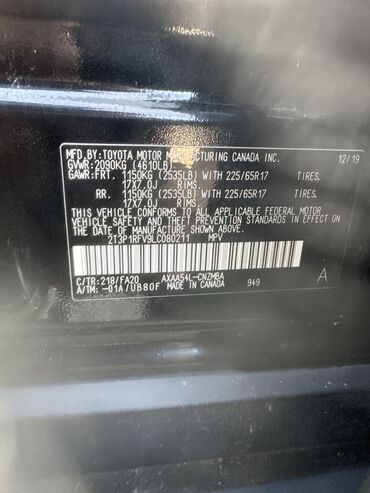 MFD.BY:TOYOTA MOTOR MANUFACTURING CANADA INC. 12/19
GVWR:2090KG (4610LB)
GAWR:FRT. 1150KG (2535LB) WITH 225/65R17 TIRES,
17X7.0J RIMS.
RR. 1150KG (2535LB) WITH 225/65R17 TIRES,
17X7.0J RIMS.
THIS VEHICLE CONFORMS TO ALL APPLICABLE FEDERAL MOTOR
VEHICLE SAFETY AND THEFT PREVENTION STANDARDS IN EFFECT ON THE DATE OF
MANUFACTURE SHOWN ABOVE.
2T3P1RFV9LC080211 MPV
C/TR:218/FA20 AXAA54L-CNZMBA A
A/TM:-01A/UB80F MADE IN CANADA 949